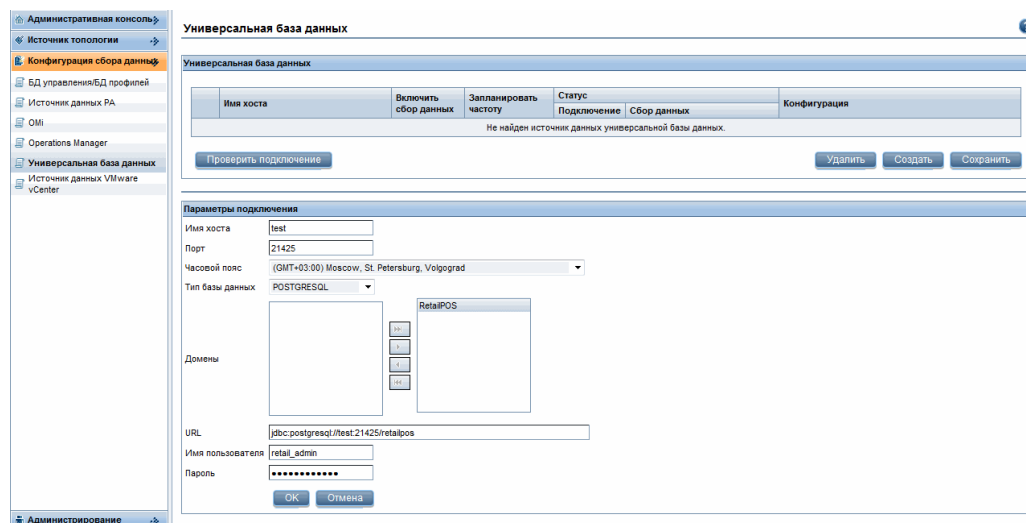 Административная консоль
Источник топологии
Конфигурация сбора данных
БД управления/БД профилей
Источник данных PA
OMi
Operations Manager
Универсальная база данных
Источник данных VMware
vCenter
Администрирование
Универсальная база данных
Универсальная база данных
Имя хоста
Включить
сбор данных
Запланировать
частоту
Статус
Подключение
Сбор данных
Конфигурация
Не найден источник данных универсальной базы данных.
Проверить подключение
Удалить
Создать
Сохранить
Параметры подключения
Имя хоста test
Порт 21425
Часовой пояс (GMT+03:00) Moscow, St. Petersburg, Volgograd
Тип базы данных POSTGRESQL
Домены
RetailPOS
URL jdbc:postgresql://test:21425/retailpos
Имя пользователя retail_admin
Пароль ••••••••••••
OK
Отмена